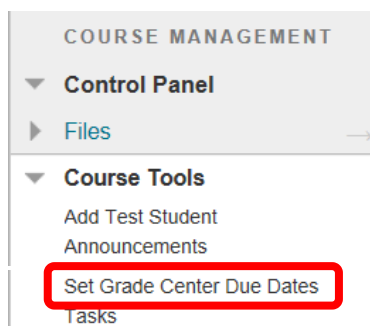 COURSE MANAGEMENT
Control Panel
Files
Course Tools
Add Test Student
Announcements
Set Grade Center Due Dates
Tasks